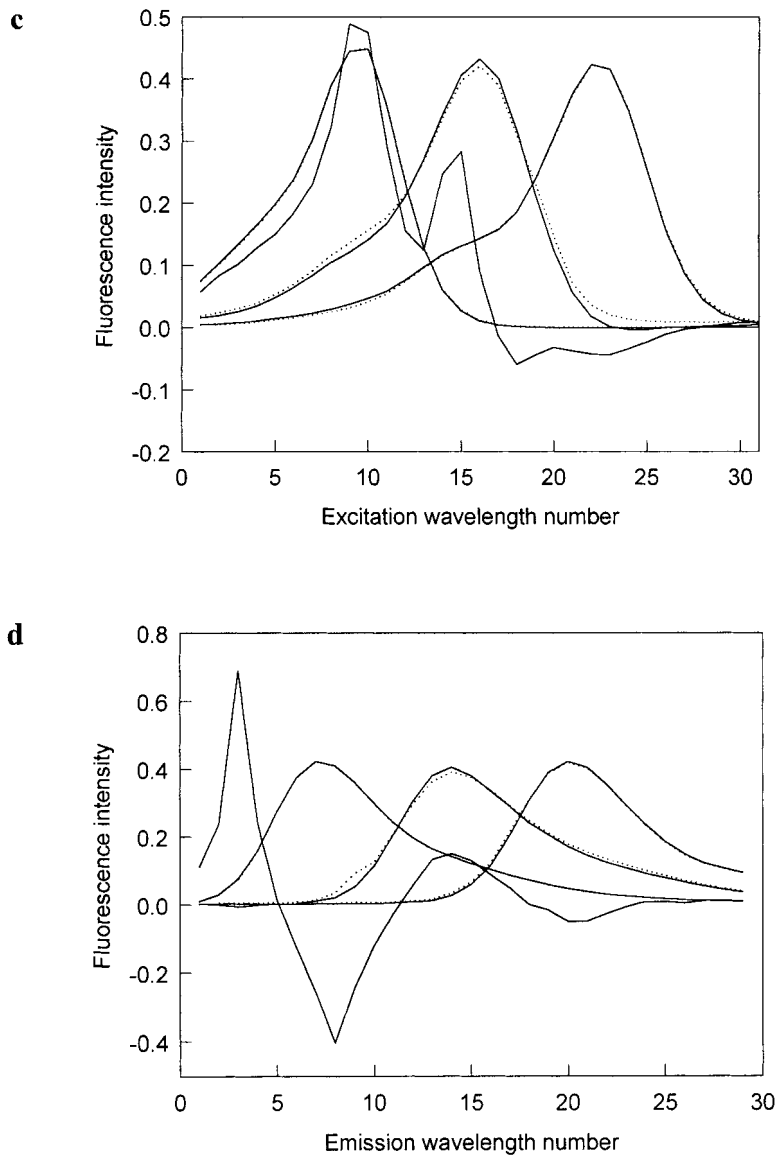 c
0.5
0.4
0.3
0.2
0.1
0.0
-0.1
-0.2
Fluorescence intensity
0 5 10 15 20 25 30
Excitation wavelength number
d
0.8
0.6
0.4
0.2
0.0
-0.2
-0.4
Fluorescence intensity
0 5 10 15 20 25 30
Emission wavelength number